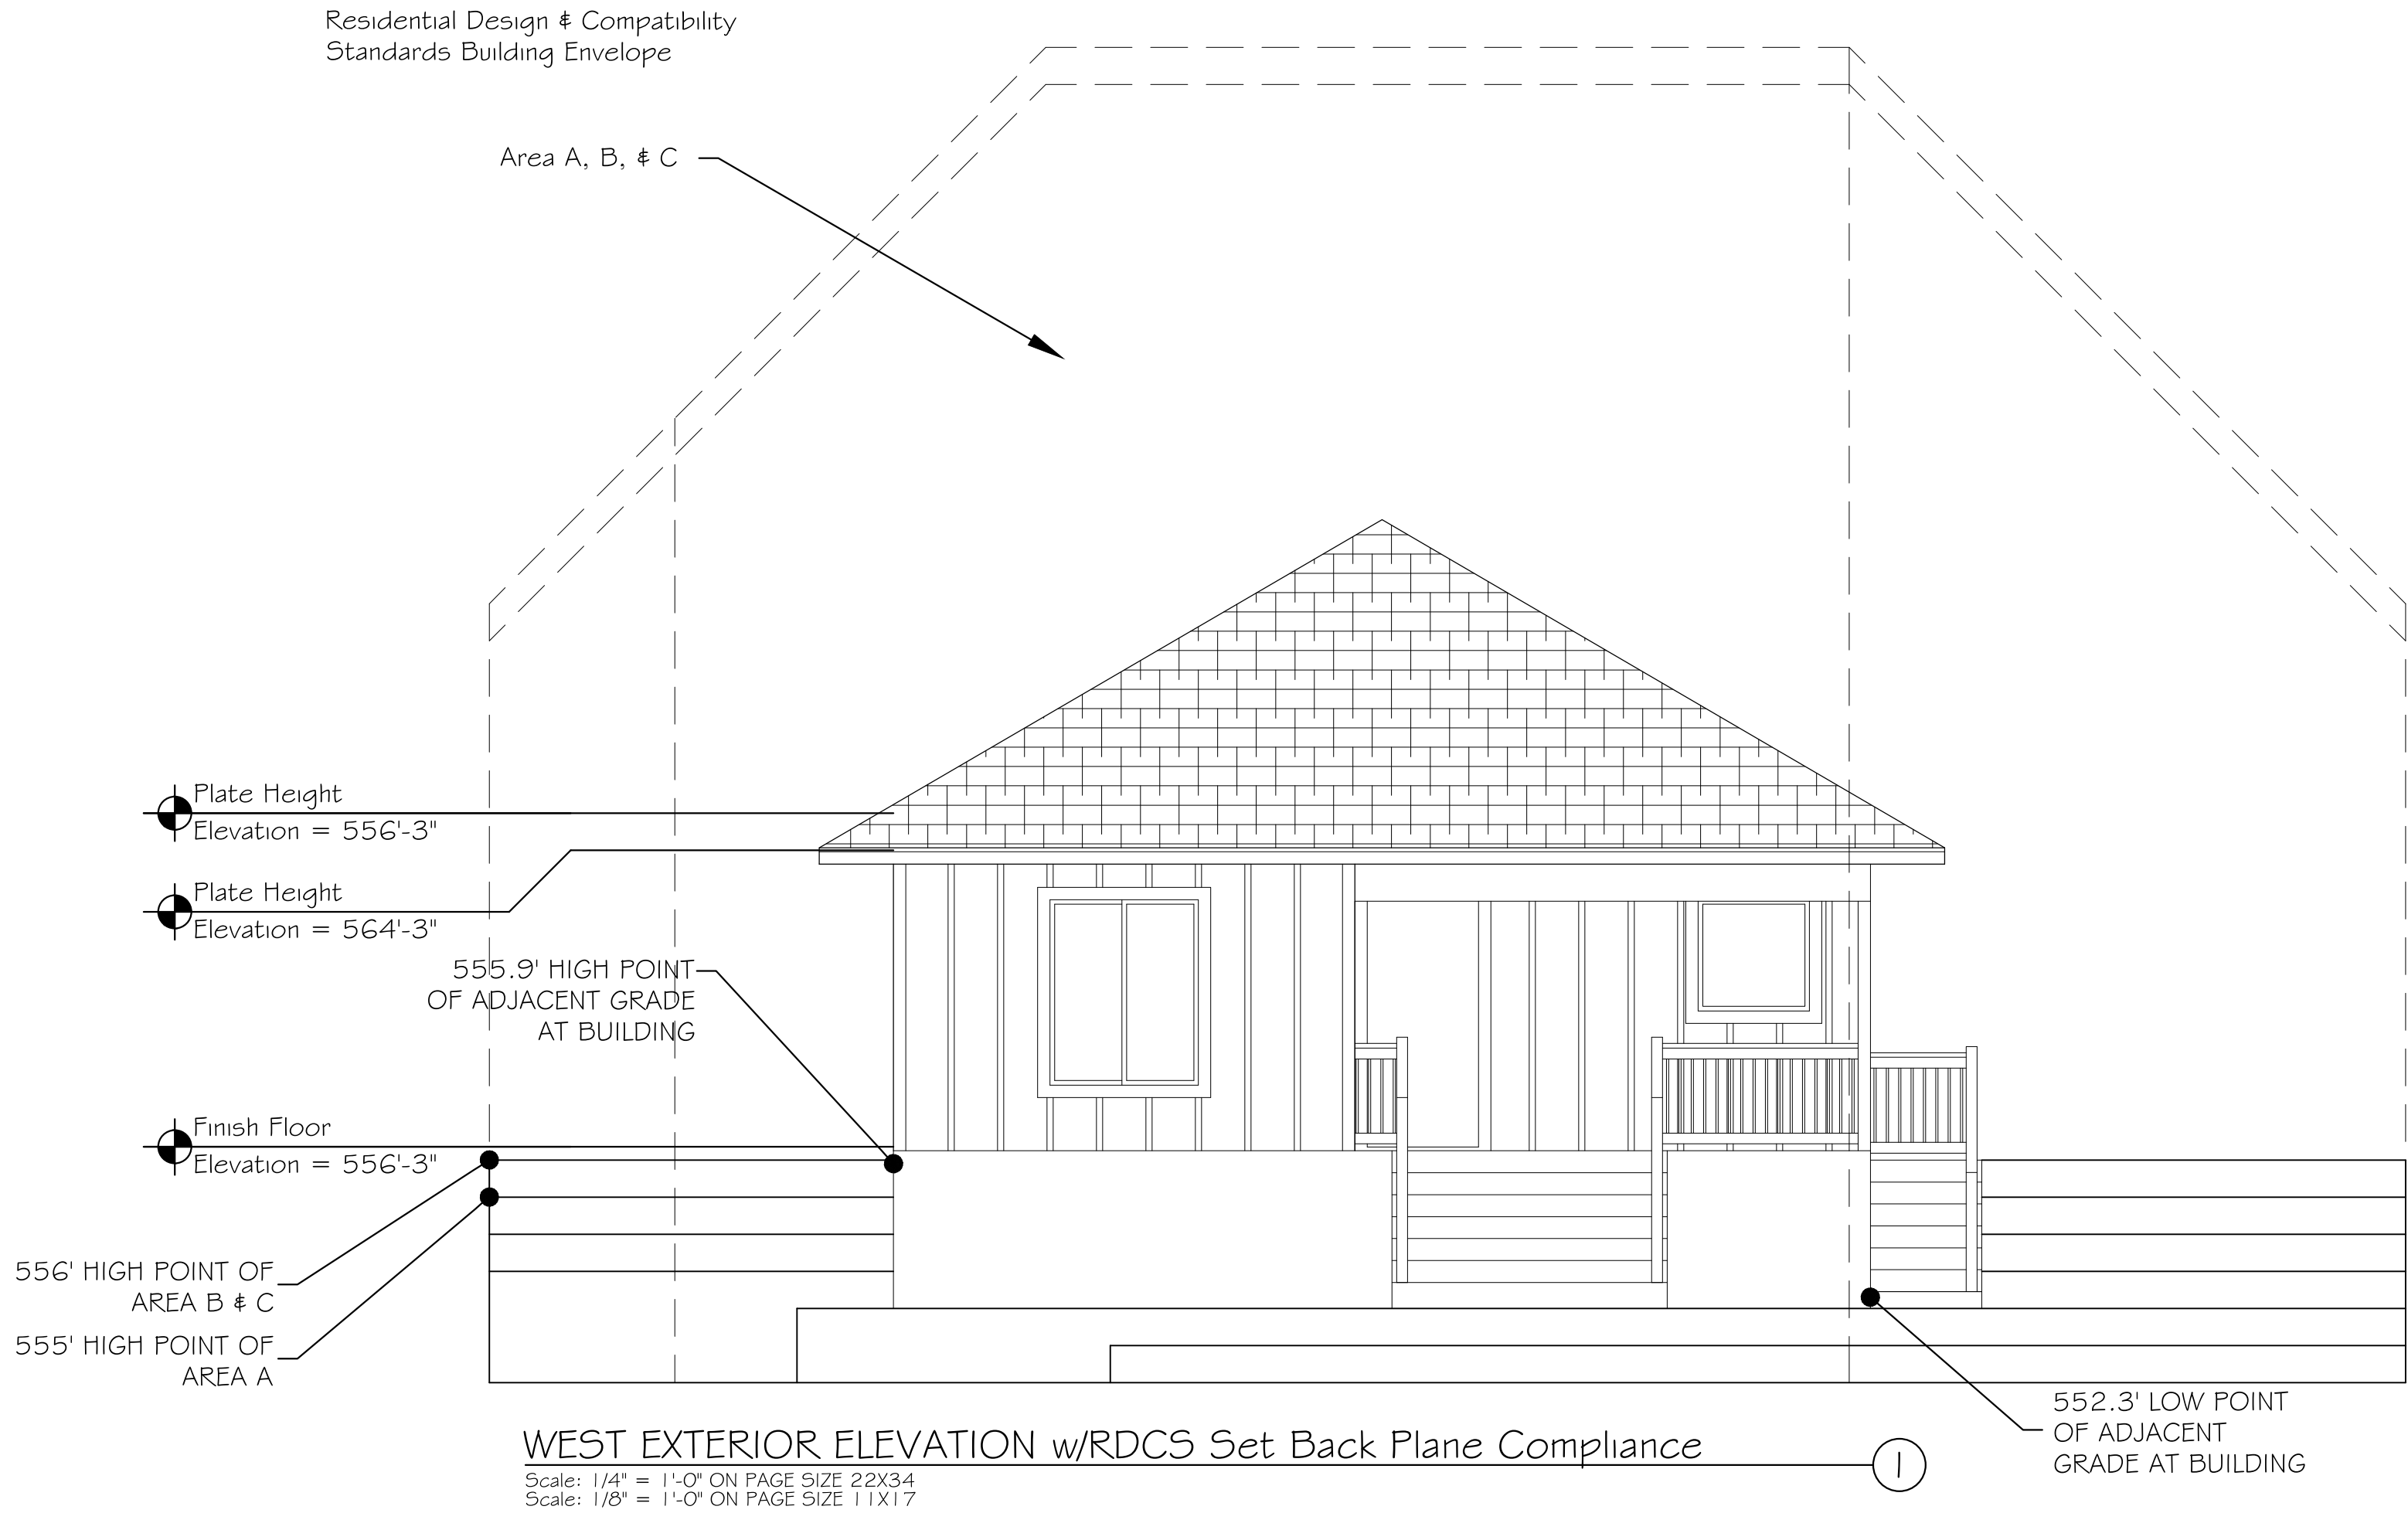 Residential Design & Compatibility
Standards Building Envelope
Area A, B, & C
Plate Height
Elevation = 556'-3"
Plate Height
Elevation = 564'-3"
555.9' HIGH POINT
OF ADJACENT GRADE
AT BUILDING
Finish Floor
Elevation = 556'-3"
556' HIGH POINT OF
AREA B & C
555' HIGH POINT OF
AREA A
552.3' LOW POINT
OF ADJACENT
GRADE AT BUILDING
WEST EXTERIOR ELEVATION w/RDCS Set Back Plane Compliance
1
Scale: 1/4" = 1'-0" ON PAGE SIZE 22X34
Scale: 1/8" = 1'-0" ON PAGE SIZE 11X17